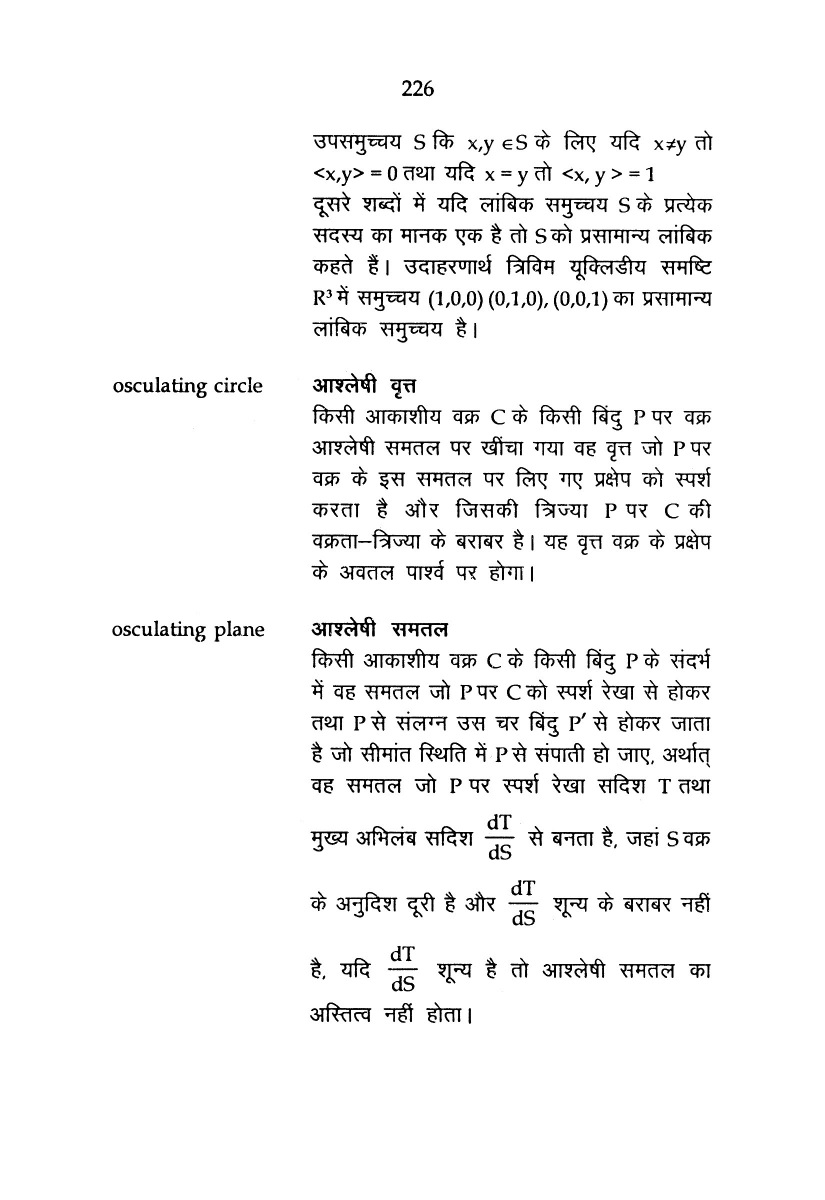 226
उपसमुच्चय S कि x,y ∈S के लिए यदि x≠y तो
<x,y> = 0 तथा यदि x = y तो <x, y > = 1
दूसरे शब्दों में यदि लांबिक समुच्चय S के प्रत्येक
सदस्य का मानक एक है तो S को प्रसामान्य लांबिक
कहते हैं। उदाहरणार्थ त्रिविम यूक्लिडीय समष्टि
R³ में समुच्चय (1,0,0) (0,1,0), (0,0,1) का प्रसामान्य
लांबिक समुच्चय है।
osculating circle आश्लेषी वृत्त
किसी आकाशीय वक्र C के किसी बिंदु P पर वक्र
आश्लेषी समतल पर खींचा गया वह वृत्त जो P पर
वक्र के इस समतल पर लिए गए प्रक्षेप को स्पर्श
करता है और जिसकी त्रिज्या P पर C की
वक्रता–त्रिज्या के बराबर है। यह वृत्त वक्र के प्रक्षेप
के अवतल पार्श्व पर होगा।
osculating plane आश्लेषी समतल
किसी आकाशीय वक्र C के किसी बिंदु P के संदर्भ
में वह समतल जो P पर C को स्पर्श रेखा से होकर
तथा P से संलग्न उस चर बिंदु P′ से होकर जाता
है जो सीमांत स्थिति में P से संपाती हो जाए, अर्थात्
वह समतल जो P पर स्पर्श रेखा सदिश T तथा
मुख्य अभिलंब सदिश dT/dS से बनता है, जहां S वक्र
के अनुदिश दूरी है और dT/dS शून्य के बराबर नहीं
है, यदि dT/dS शून्य है तो आश्लेषी समतल का
अस्तित्व नहीं होता।